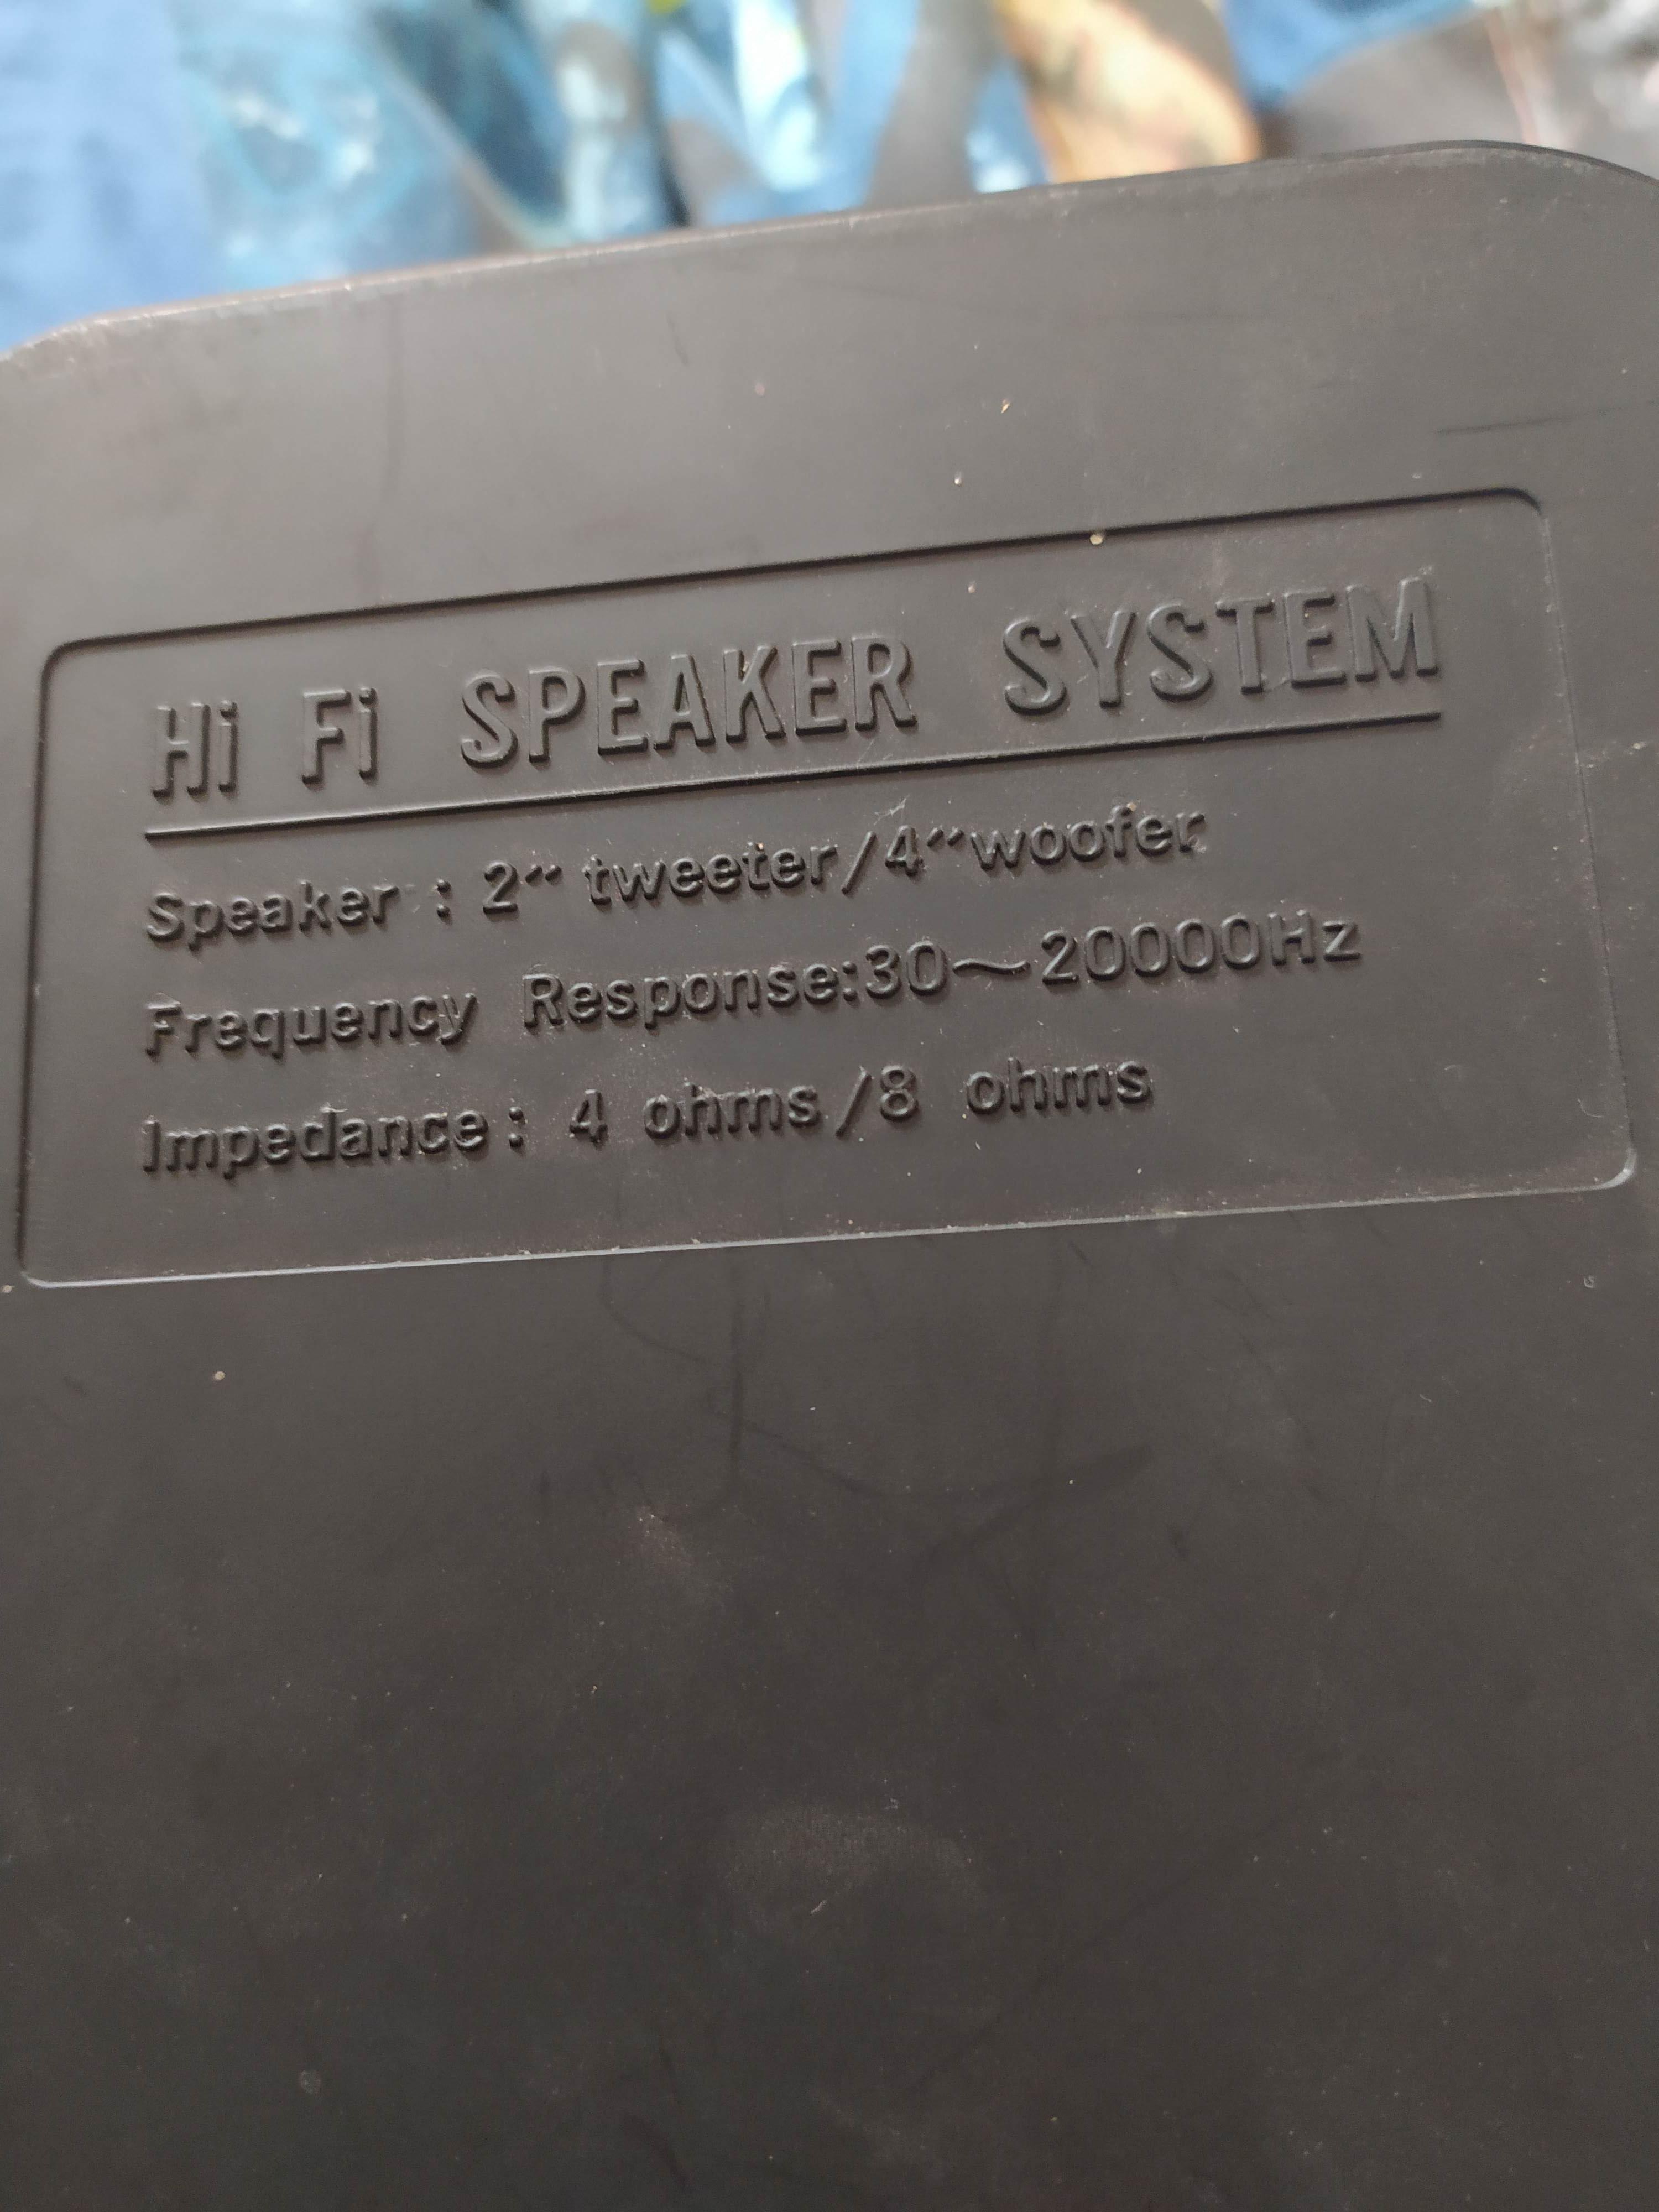 Hi Fi SPEAKER SYSTEM
Speaker : 2″ tweeter/4″woofer
Frequency Response:30～20000Hz
Impedance: 4 ohms/8 ohms